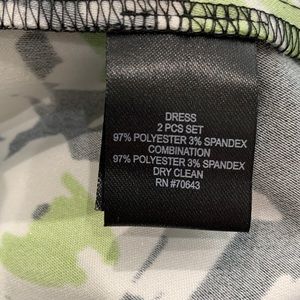 DRESS
2 PCS SET
97% POLYESTER 3% SPANDEX
COMBINATION
97% POLYESTER 3% SPANDEX
DRY CLEAN
RN #70643